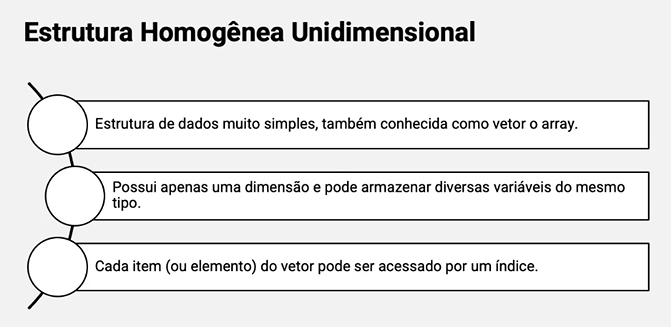 Estrutura Homogênea Unidimensional
Estrutura de dados muito simples, também conhecida como vetor o array.
Possui apenas uma dimensão e pode armazenar diversas variáveis do mesmo
tipo.
Cada item (ou elemento) do vetor pode ser acessado por um índice.